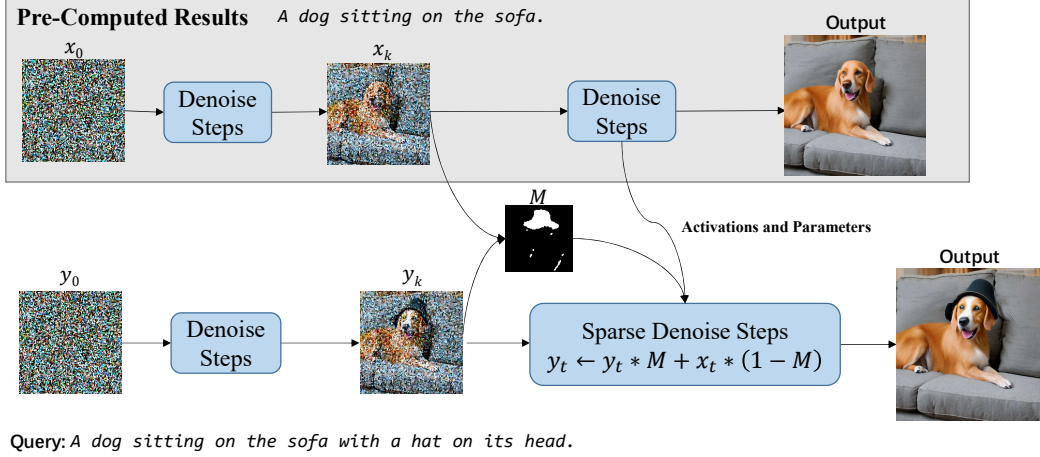 Pre-Computed Results A dog sitting on the sofa.
Output
x₀
xₖ
Denoise
Steps
Denoise
Steps
M
Activations and Parameters
Output
y₀
yₖ
Denoise
Steps
Sparse Denoise Steps
yₜ ← yₜ * M + xₜ * (1 − M)
Query: A dog sitting on the sofa with a hat on its head.